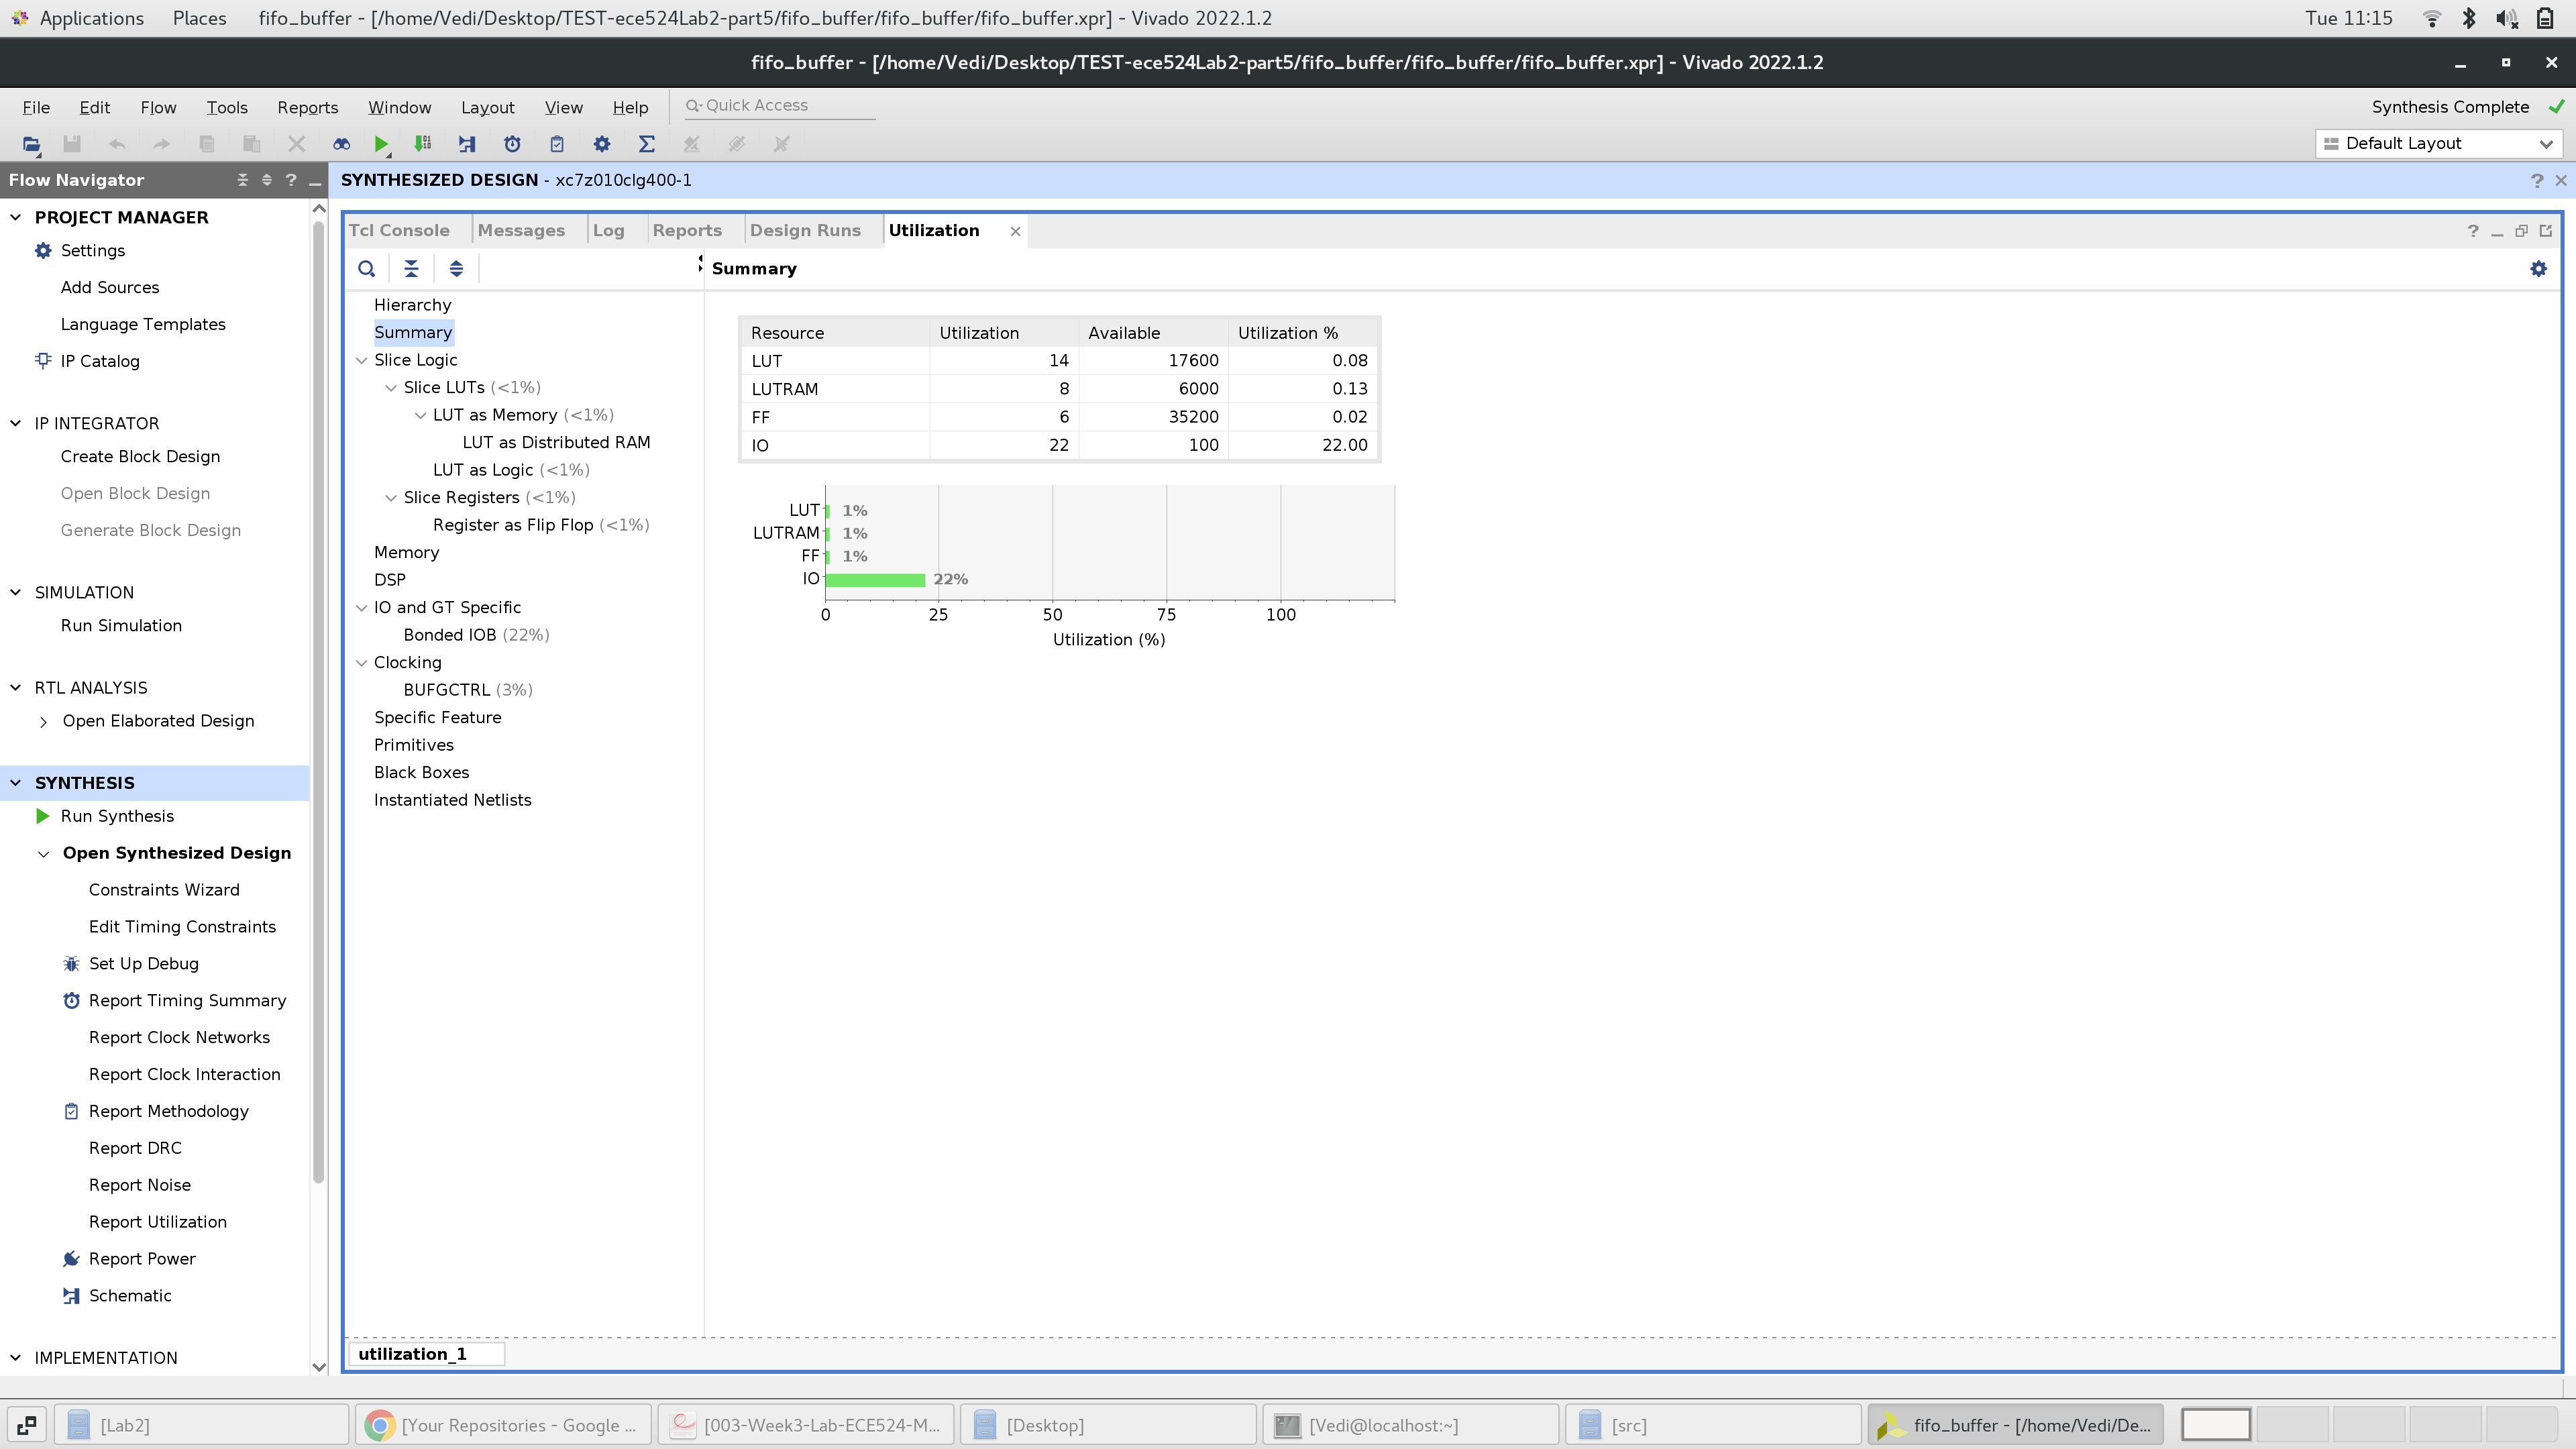 Applications Places fifo_buffer - [/home/Vedi/Desktop/TEST-ece524Lab2-part5/fifo_buffer/fifo_buffer/fifo_buffer.xpr] - Vivado 2022.1.2 Tue 11:15
fifo_buffer - [/home/Vedi/Desktop/TEST-ece524Lab2-part5/fifo_buffer/fifo_buffer/fifo_buffer.xpr] - Vivado 2022.1.2
File Edit Flow Tools Reports Window Layout View Help Quick Access Synthesis Complete
Default Layout
Flow Navigator
PROJECT MANAGER
Settings
Add Sources
Language Templates
IP Catalog
IP INTEGRATOR
Create Block Design
Open Block Design
Generate Block Design
SIMULATION
Run Simulation
RTL ANALYSIS
Open Elaborated Design
SYNTHESIS
Run Synthesis
Open Synthesized Design
Constraints Wizard
Edit Timing Constraints
Set Up Debug
Report Timing Summary
Report Clock Networks
Report Clock Interaction
Report Methodology
Report DRC
Report Noise
Report Utilization
Report Power
Schematic
IMPLEMENTATION
SYNTHESIZED DESIGN - xc7z010clg400-1
Tcl Console Messages Log Reports Design Runs Utilization
Hierarchy
Summary
Slice Logic
Slice LUTs (<1%)
LUT as Memory (<1%)
LUT as Distributed RAM
LUT as Logic (<1%)
Slice Registers (<1%)
Register as Flip Flop (<1%)
Memory
DSP
IO and GT Specific
Bonded IOB (22%)
Clocking
BUFGCTRL (3%)
Specific Feature
Primitives
Black Boxes
Instantiated Netlists
Summary
Resource Utilization Available Utilization %
LUT 14 17600 0.08
LUTRAM 8 6000 0.13
FF 6 35200 0.02
IO 22 100 22.00
LUT 1%
LUTRAM 1%
FF 1%
IO 22%
0 25 50 75 100
Utilization (%)
utilization_1
[Lab2] [Your Repositories - Google ... [003-Week3-Lab-ECE524-M... [Desktop] [Vedi@localhost:~] [src] fifo_buffer - [/home/Vedi/De...